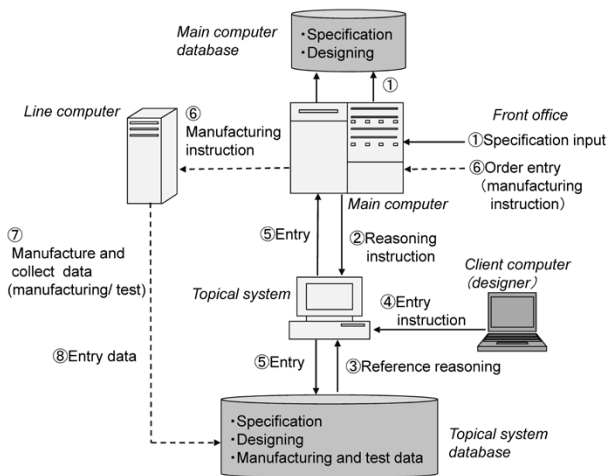 Main computer
database
・Specification
・Designing
①
Line computer
⑥
Manufacturing
instruction
Front office
①Specification input
⑥Order entry
(manufacturing
instruction)
Main computer
⑤Entry
②Reasoning
instruction
⑦
Manufacture and
collect data
(manufacturing/ test)
Client computer
(designer)
Topical system
④Entry
instruction
⑧Entry data
⑤Entry
③Reference reasoning
・Specification
・Designing
・Manufacturing and test data
Topical system
database